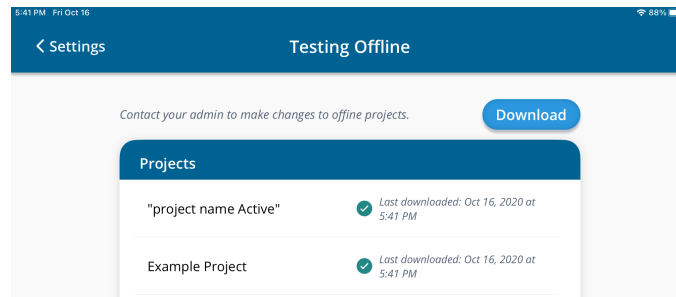 5:41 PM Fri Oct 16 88%
Settings Testing Offline
Contact your admin to make changes to offine projects. Download
Projects
"project name Active" Last downloaded: Oct 16, 2020 at
5:41 PM
Example Project Last downloaded: Oct 16, 2020 at
5:41 PM